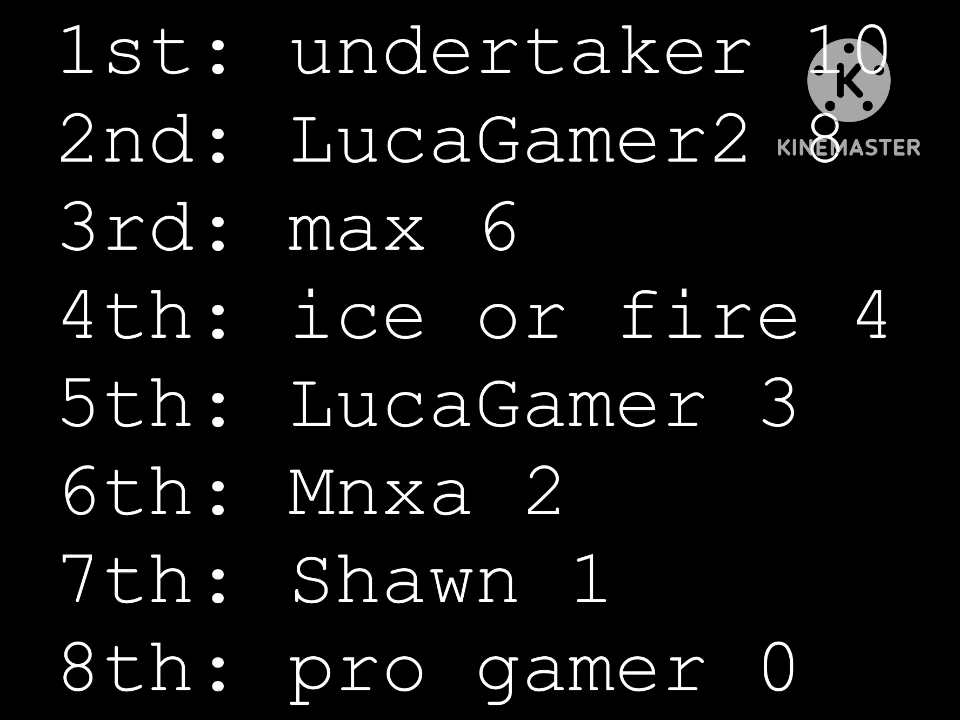 1st: undertaker 10
2nd: LucaGamer2 8
KINEMASTER
3rd: max 6
4th: ice or fire 4
5th: LucaGamer 3
6th: Mnxa 2
7th: Shawn 1
8th: pro gamer 0